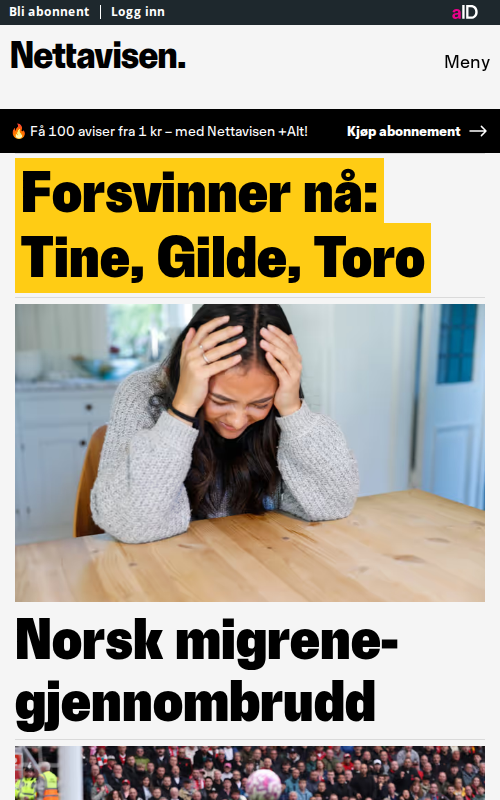 Bli abonnent | Logg inn
aID
Nettavisen.
Meny
🔥 Få 100 aviser fra 1 kr – med Nettavisen +Alt!
Kjøp abonnement →
Forsvinner nå:
Tine, Gilde, Toro
Norsk migrene-
gjennombrudd